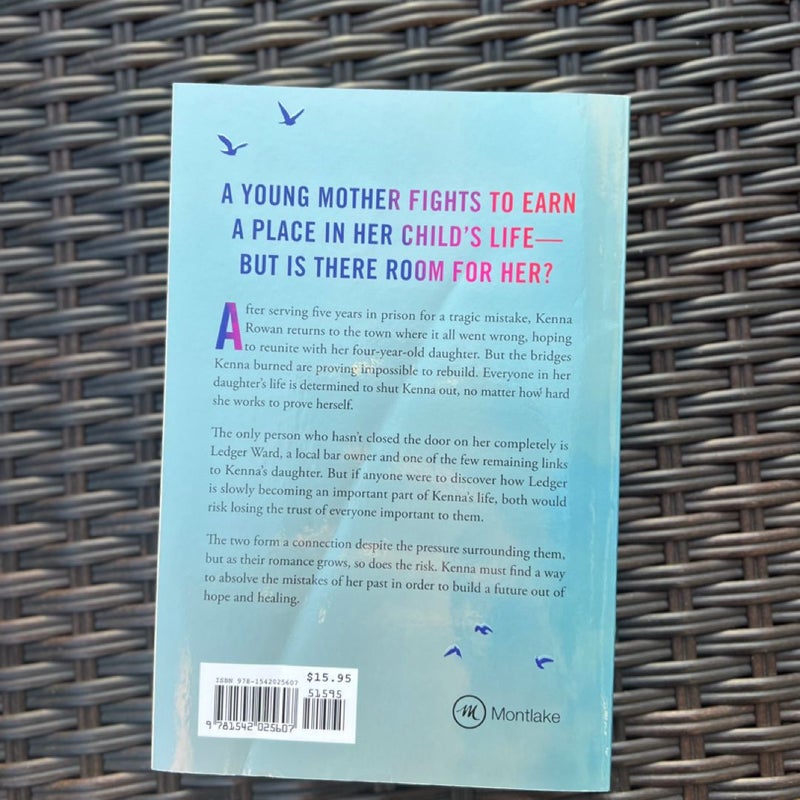 A YOUNG MOTHER FIGHTS TO EARN
A PLACE IN HER CHILD'S LIFE—
BUT IS THERE ROOM FOR HER?
After serving five years in prison for a tragic mistake, Kenna
Rowan returns to the town where it all went wrong, hoping
to reunite with her four-year-old daughter. But the bridges
Kenna burned are proving impossible to rebuild. Everyone in her
daughter's life is determined to shut Kenna out, no matter how hard
she works to prove herself.
The only person who hasn't closed the door on her completely is
Ledger Ward, a local bar owner and one of the few remaining links
to Kenna's daughter. But if anyone were to discover how Ledger
is slowly becoming an important part of Kenna's life, both would
risk losing the trust of everyone important to them.
The two form a connection despite the pressure surrounding them,
but as their romance grows, so does the risk. Kenna must find a way
to absolve the mistakes of her past in order to build a future out of
hope and healing.
ISBN 978-1542025607 $15.95
51595
9 781542 025607
m Montlake